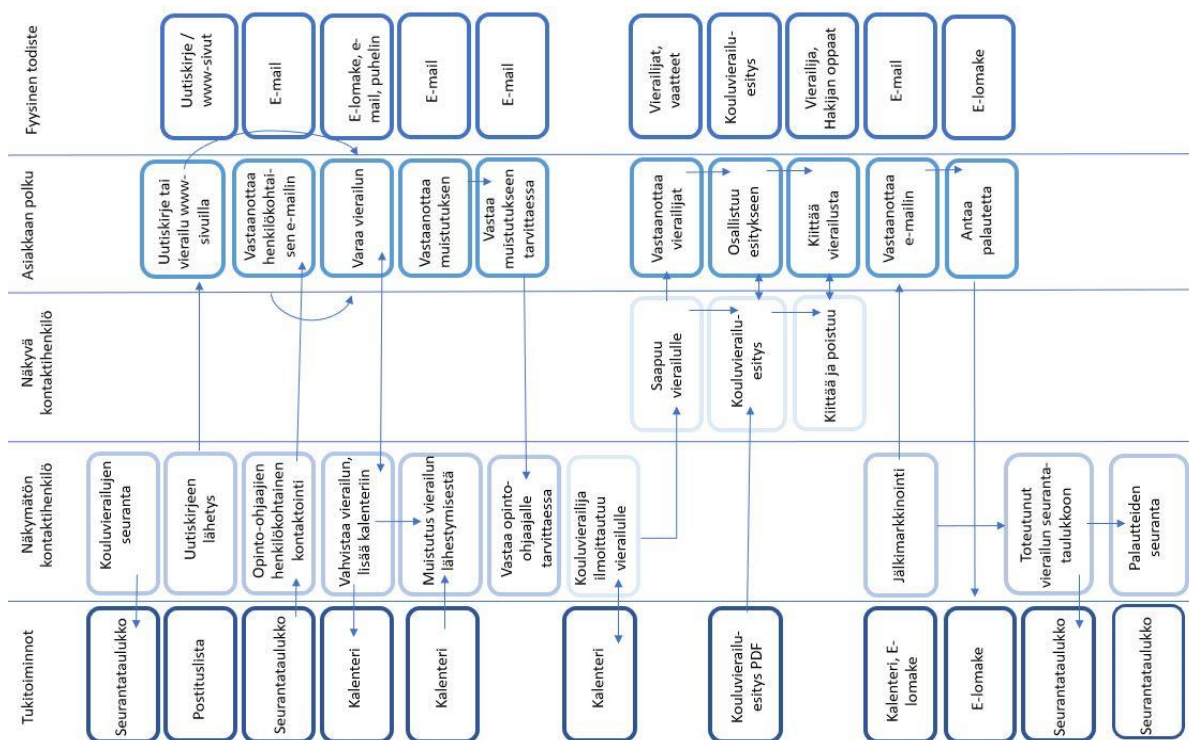 Tukitoiminnot
Näkymätön
kontaktihenkilö
Näkyvä
kontaktihenkilö
Asiakkaan polku
Fyysinen todiste
Seurantataulukko
Kouluvierailujen
seuranta
Postituslista
Uutiskirjeen
lähetys
Uutiskirje tai
vierailu www-
sivuilla
Uutiskirje /
www-sivut
Seurantataulukko
Opinto-ohjaajien
henkilökohtainen
kontaktointi
Vastaanottaa
henkilökohtai-
sen e-mailin
E-mail
Kalenteri
Vahvistaa vierailun,
lisää kalenteriin
Varaa vierailun
E-lomake, e-
mail, puhelin
Kalenteri
Muistutus vierailun
lähestymisestä
Vastaanottaa
muistutuksen
E-mail
Vastaa opinto-
ohjaajalle
tarvittaessa
Vastaa
muistutukseen
tarvittaessa
E-mail
Kalenteri
Kouluvierailija
ilmoittautuu
vierailulle
Saapuu
vierailulle
Vastaanottaa
vierailijat
Vierailijat,
vaatteet
Kouluvierailu-
esitys PDF
Kouluvierailu-
esitys
Osallistuu
esitykseen
Kouluvierailu-
esitys
Kiittää ja poistuu
Kiittää
vierailusta
Vierailija,
Hakijan oppaat
Kalenteri, E-
lomake
Jälkimarkkinointi
Vastaanottaa
e-mailin
E-mail
E-lomake
Antaa
palautetta
E-lomake
Seurantataulukko
Toteutunut
vierailun seuranta-
taulukkoon
Seurantataulukko
Palautteiden
seuranta